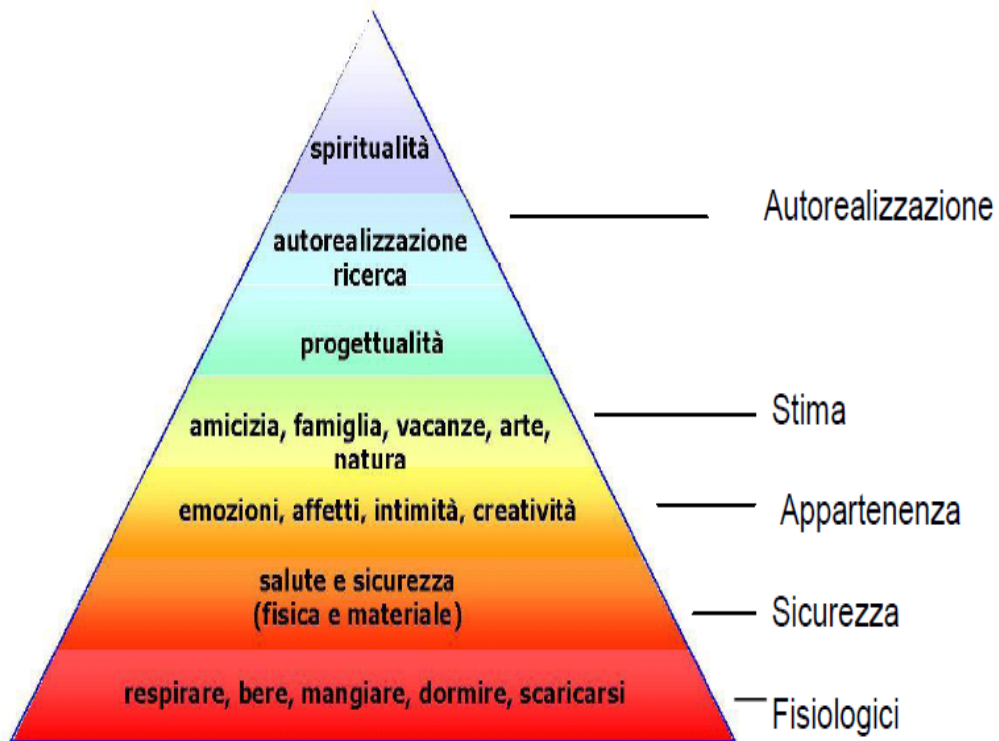 spiritualità
Autorealizzazione
autorealizzazione
ricerca
progettualità
Stima
amicizia, famiglia, vacanze, arte,
natura
Appartenenza
emozioni, affetti, intimità, creatività
salute e sicurezza
(fisica e materiale)
Sicurezza
respirare, bere, mangiare, dormire, scaricarsi
Fisiologici